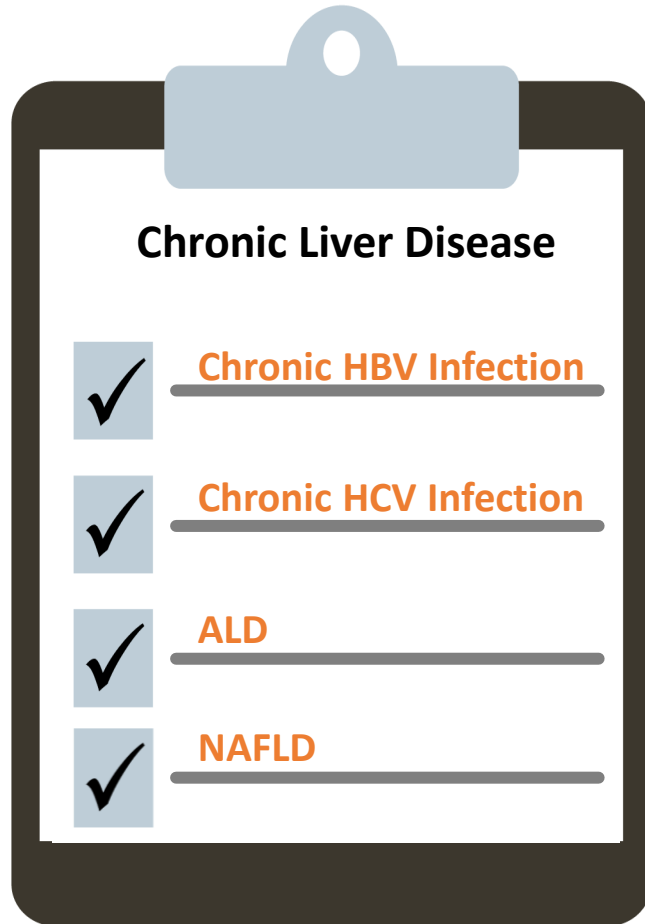 Chronic Liver Disease
Chronic HBV Infection
Chronic HCV Infection
ALD
NAFLD